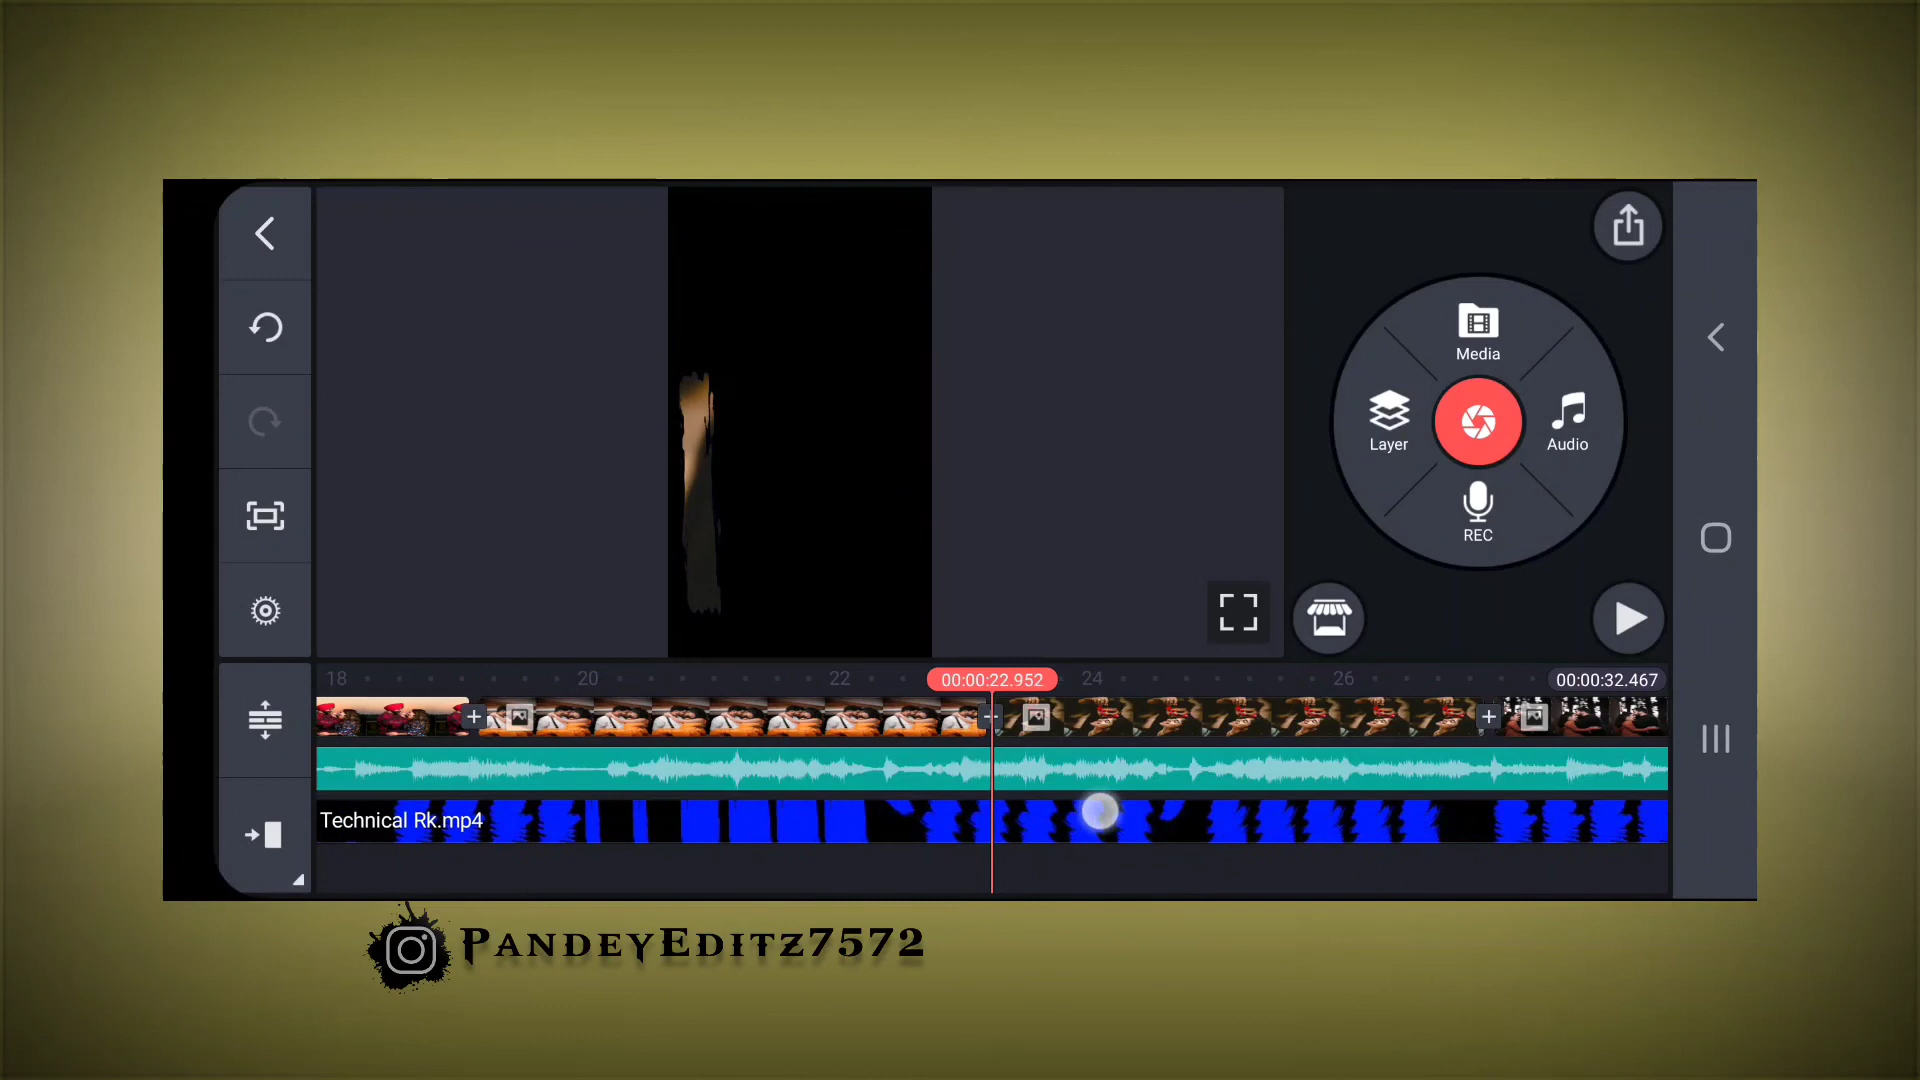 Media
Layer
Audio
REC
18
20
22
00:00:22.952
24
26
00:00:32.467
Technical Rk.mp4
PandeyEditz7572